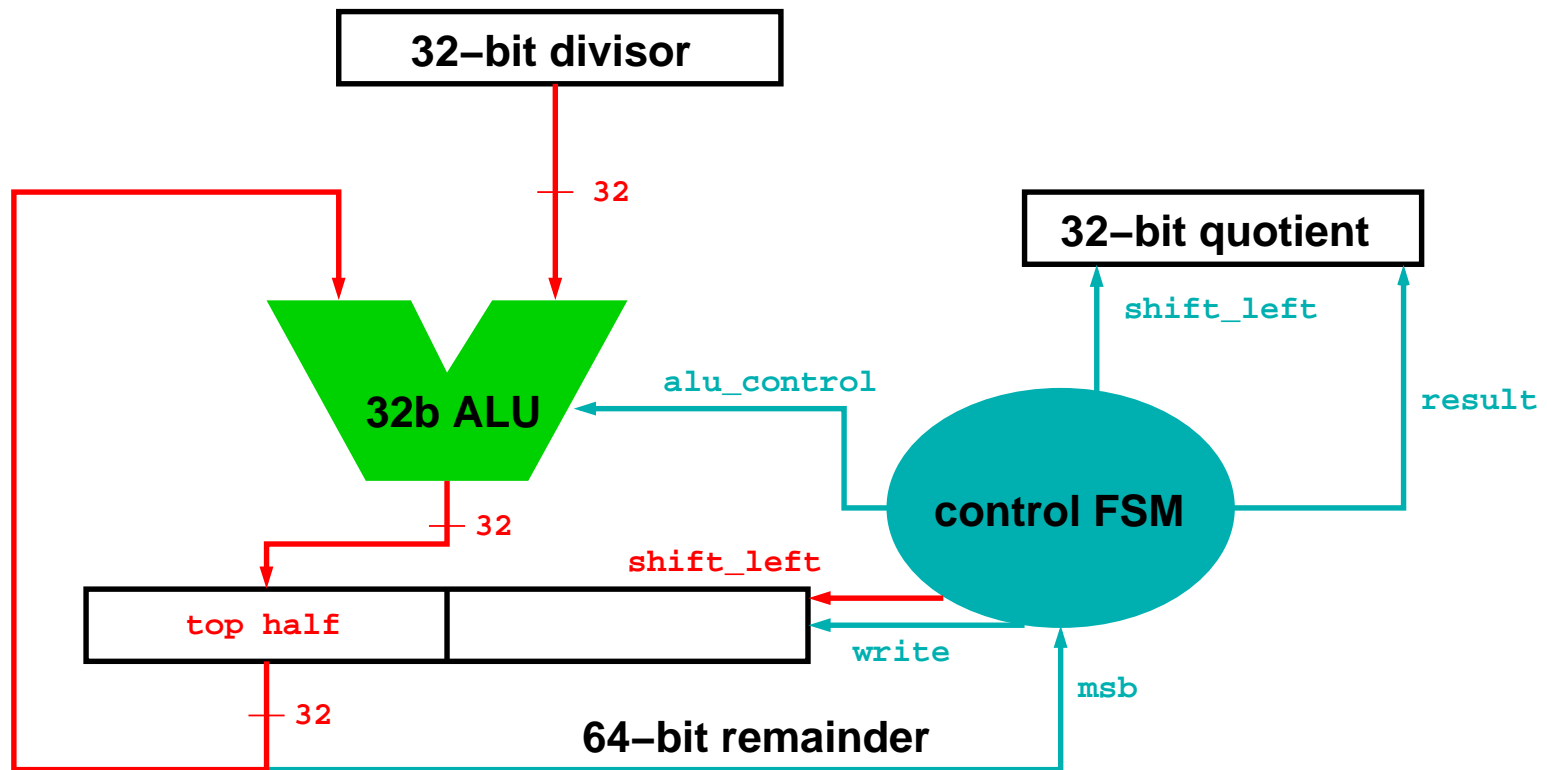 32–bit divisor
32
32–bit quotient
shift_left
alu_control
result
32b ALU
control FSM
32
shift_left
top half
write
msb
32
64–bit remainder